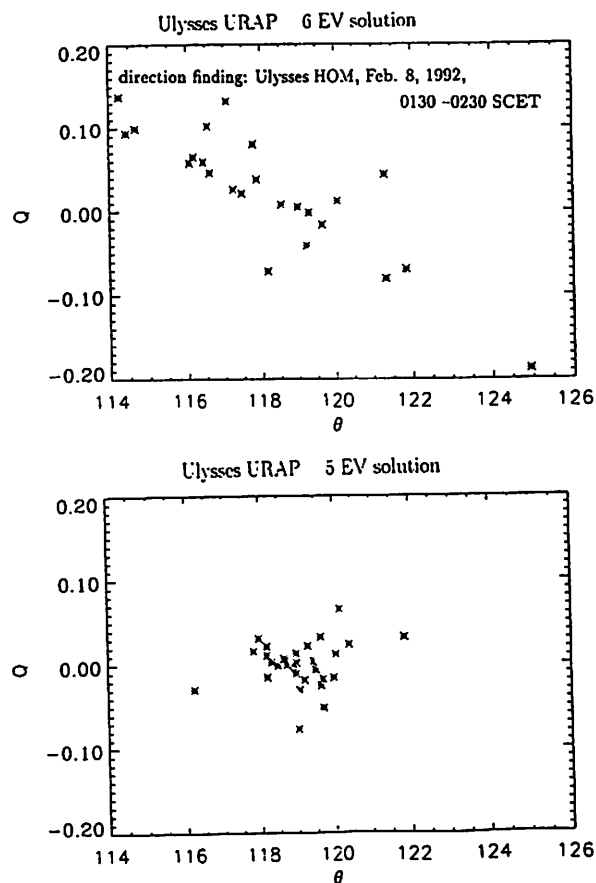 Ulysses URAP 6 EV solution
direction finding: Ulysses HOM, Feb. 8, 1992,
0130 -0230 SCET
0.20
0.10
0.00
-0.10
-0.20
Q
114 116 118 120 122 124 126
θ
Ulysses URAP 5 EV solution
0.20
0.10
0.00
-0.10
-0.20
Q
114 116 118 120 122 124 126
θ